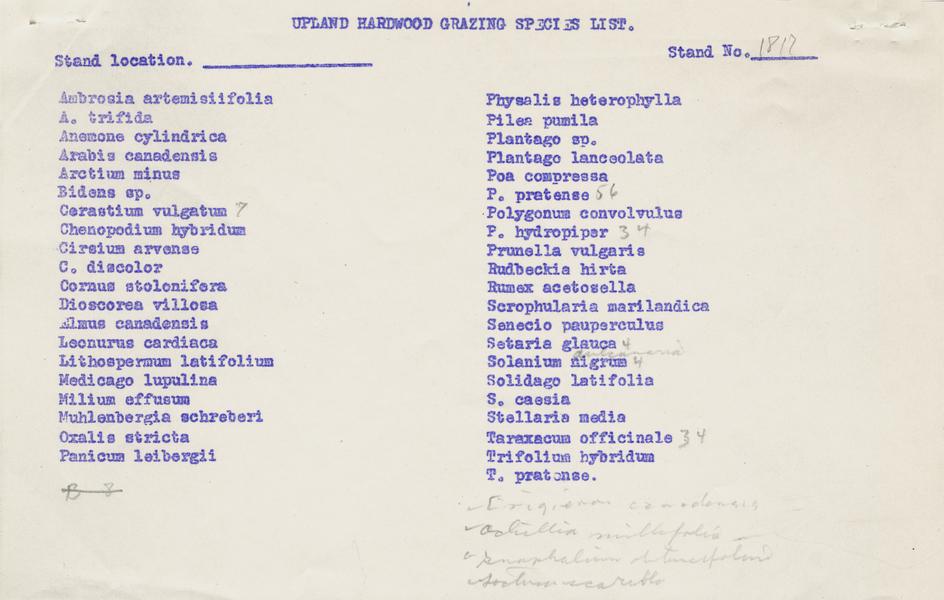 UPLAND HARDWOOD GRAZING SPECIES LIST.
Stand location.
Stand No. 1817
Ambrosia artemisiifolia
A. trifida
Anemone cylindrica
Arabis canadensis
Arctium minus
Bidens sp.
Cerastium vulgatum 7
Chenopodium hybridum
Cirsium arvense
C. discolor
Cornus stolonifera
Dioscorea villosa
Elmus canadensis
Leonurus cardiaca
Lithospermum latifolium
Medicago lupulina
Milium effusum
Muhlenbergia schreberi
Oxalis stricta
Panicum leibergii
B 8
Physalis heterophylla
Pilea pumila
Plantago sp.
Plantago lanceolata
Poa compressa
P. pratense 56
Polygonum convolvulus
P. hydropiper 34
Prunella vulgaris
Rudbeckia hirta
Rumex acetosella
Scrophularia marilandica
Senecio pauperculus
Setaria glauca 4
dulcamara
Solanium nigrum 4
Solidago latifolia
S. caesia
Stellaria media
Taraxacum officinale 34
Trifolium hybridum
T. pratense.
Erigieron canadensis
millefolia